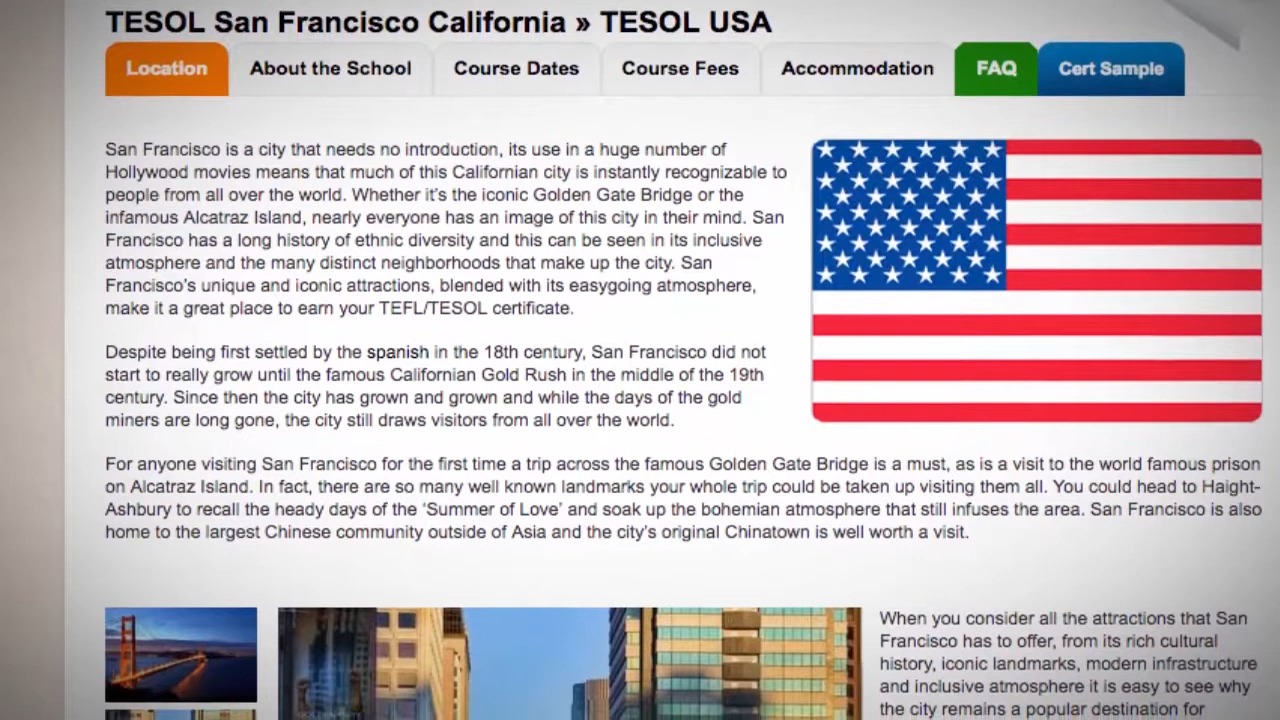 TESOL San Francisco California » TESOL USA
Location
About the School
Course Dates
Course Fees
Accommodation
FAQ
Cert Sample
San Francisco is a city that needs no introduction, its use in a huge number of
Hollywood movies means that much of this Californian city is instantly recognizable to
people from all over the world. Whether it's the iconic Golden Gate Bridge or the
infamous Alcatraz Island, nearly everyone has an image of this city in their mind. San
Francisco has a long history of ethnic diversity and this can be seen in its inclusive
atmosphere and the many distinct neighborhoods that make up the city. San
Francisco's unique and iconic attractions, blended with its easygoing atmosphere,
make it a great place to earn your TEFL/TESOL certificate.
Despite being first settled by the spanish in the 18th century, San Francisco did not
start to really grow until the famous Californian Gold Rush in the middle of the 19th
century. Since then the city has grown and grown and while the days of the gold
miners are long gone, the city still draws visitors from all over the world.
For anyone visiting San Francisco for the first time a trip across the famous Golden Gate Bridge is a must, as is a visit to the world famous prison
on Alcatraz Island. In fact, there are so many well known landmarks your whole trip could be taken up visiting them all. You could head to Haight-
Ashbury to recall the heady days of the 'Summer of Love' and soak up the bohemian atmosphere that still infuses the area. San Francisco is also
home to the largest Chinese community outside of Asia and the city's original Chinatown is well worth a visit.
When you consider all the attractions that San
Francisco has to offer, from its rich cultural
history, iconic landmarks, modern infrastructure
and inclusive atmosphere it is easy to see why
the city remains a popular destination for